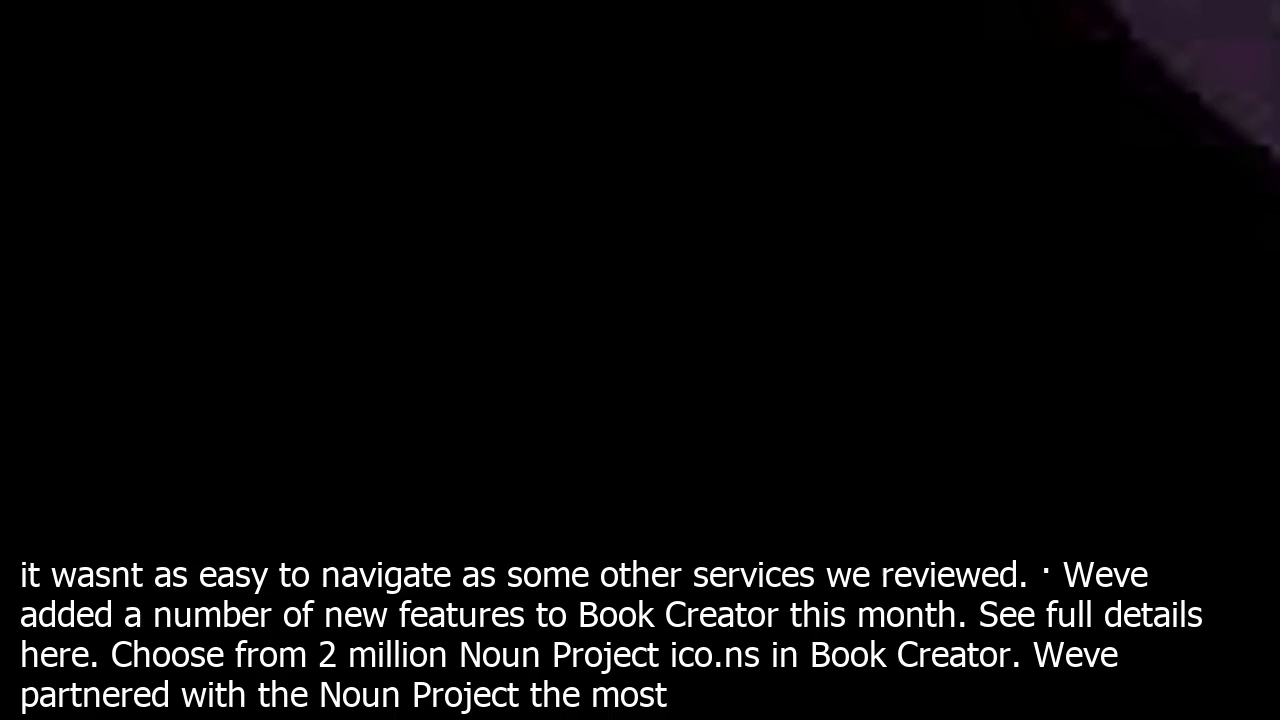 it wasnt as easy to navigate as some other services we reviewed. · Weve
added a number of new features to Book Creator this month. See full details
here. Choose from 2 million Noun Project ico.ns in Book Creator. Weve
partnered with the Noun Project the most